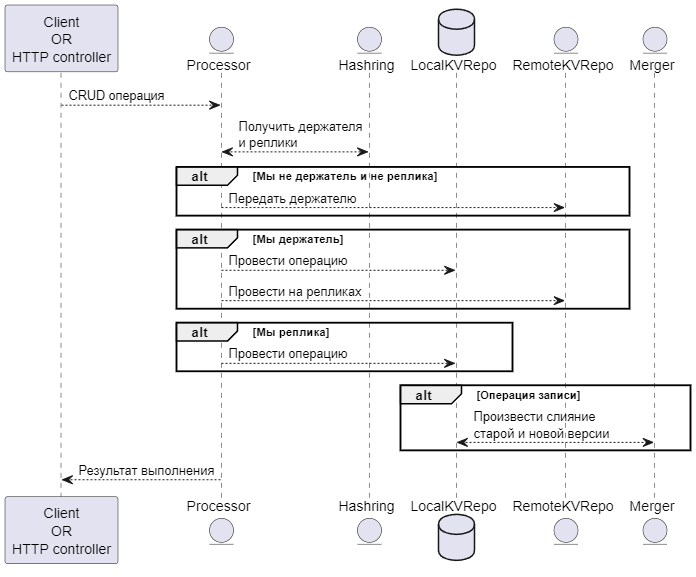 Client
OR
HTTP controller
Processor
Hashring
LocalKVRepo
RemoteKVRepo
Merger
CRUD операция
Получить держателя
и реплики
alt
[Мы не держатель и не реплика]
Передать держателю
alt
[Мы держатель]
Провести операцию
Провести на репликах
alt
[Мы реплика]
Провести операцию
alt
[Операция записи]
Произвести слияние
старой и новой версии
Результат выполнения
Client
OR
HTTP controller
Processor
Hashring
LocalKVRepo
RemoteKVRepo
Merger